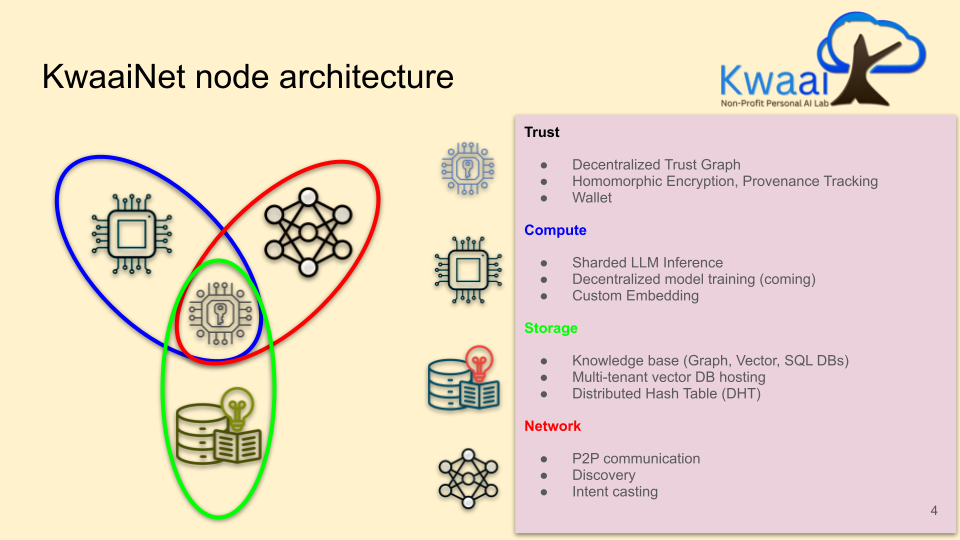 KwaaiNet node architecture
Kwaai
Non-Profit Personal AI Lab
Trust
● Decentralized Trust Graph
● Homomorphic Encryption, Provenance Tracking
● Wallet
Compute
● Sharded LLM Inference
● Decentralized model training (coming)
● Custom Embedding
Storage
● Knowledge base (Graph, Vector, SQL DBs)
● Multi-tenant vector DB hosting
● Distributed Hash Table (DHT)
Network
● P2P communication
● Discovery
● Intent casting
4